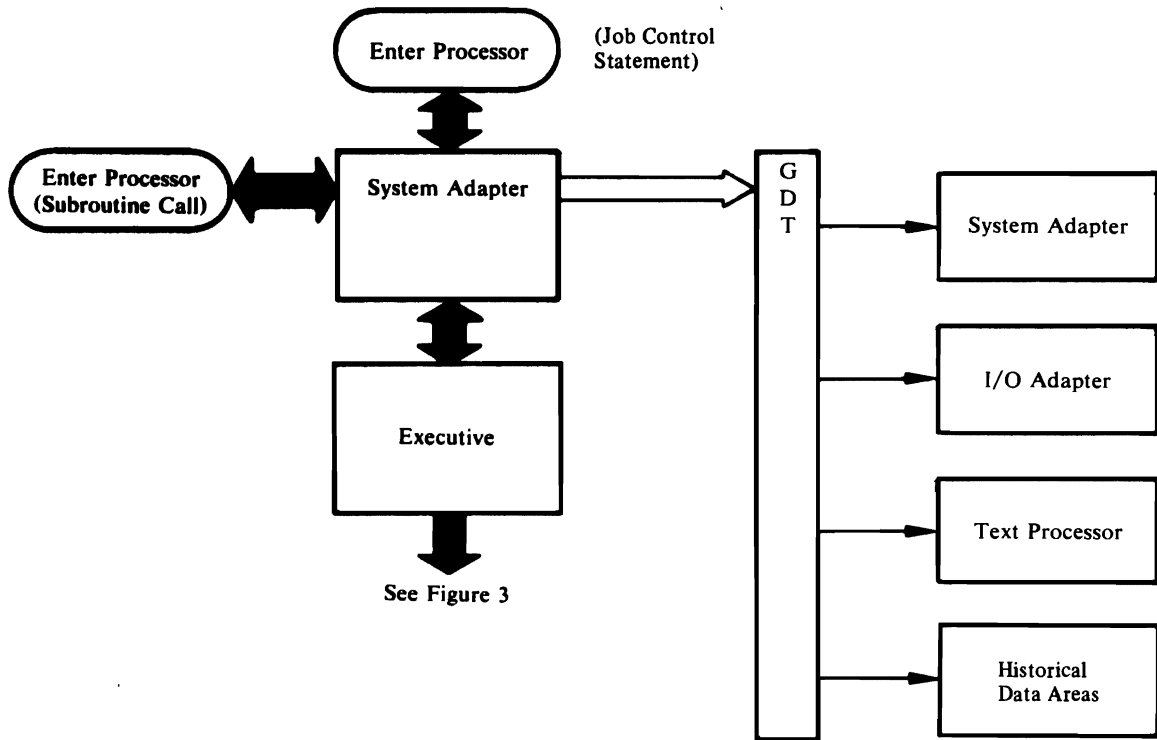 Enter Processor
(Job Control
Statement)
Enter Processor
(Subroutine Call)
System Adapter
Executive
See Figure 3
G
D
T
System Adapter
I/O Adapter
Text Processor
Historical
Data Areas